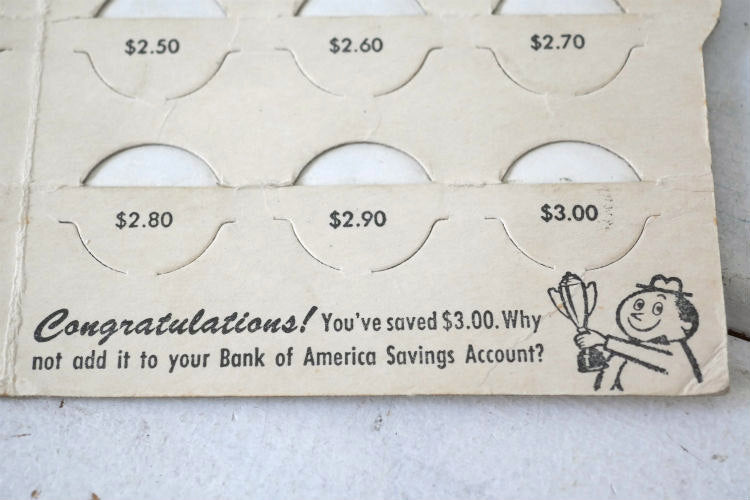 $2.50 $2.60 $2.70
$2.80 $2.90 $3.00
Congratulations! You've saved $3.00. Why
not add it to your Bank of America Savings Account?